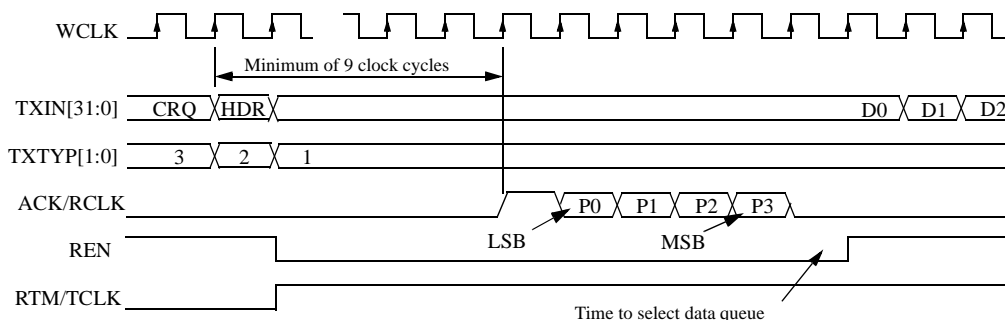 WCLK
Minimum of 9 clock cycles
TXIN[31:0] CRQ HDR D0 D1 D2
TXTYP[1:0] 3 2 1
ACK/RCLK P0 P1 P2 P3
LSB MSB
REN
RTM/TCLK
Time to select data queue